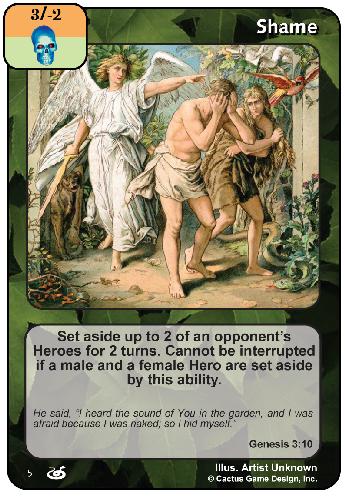 3/-2
Shame
Set aside up to 2 of an opponent's
Heroes for 2 turns. Cannot be interrupted
if a male and a female Hero are set aside
by this ability.
He said, "I heard the sound of You in the garden, and I was
afraid because I was naked; so I hid myself."
Genesis 3:10
5
Illus. Artist Unknown
© Cactus Game Design, Inc.